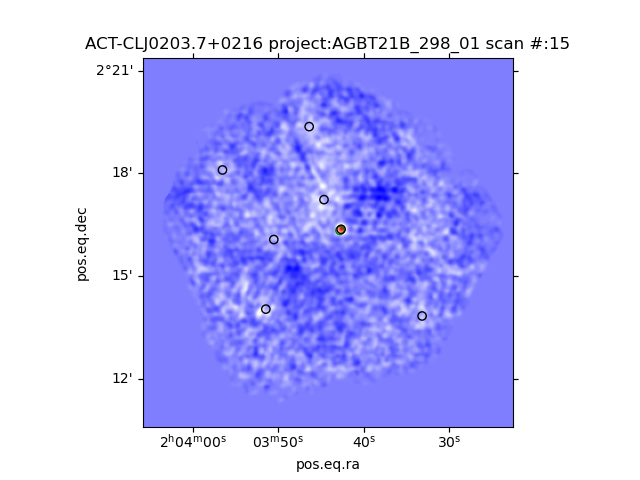 ACT-CLJ0203.7+0216 project:AGBT21B_298_01 scan #:15
2°21'
18'
15'
12'
pos.eq.dec
2ʰ04ᵐ00ˢ 03ᵐ50ˢ 40ˢ 30ˢ
pos.eq.ra